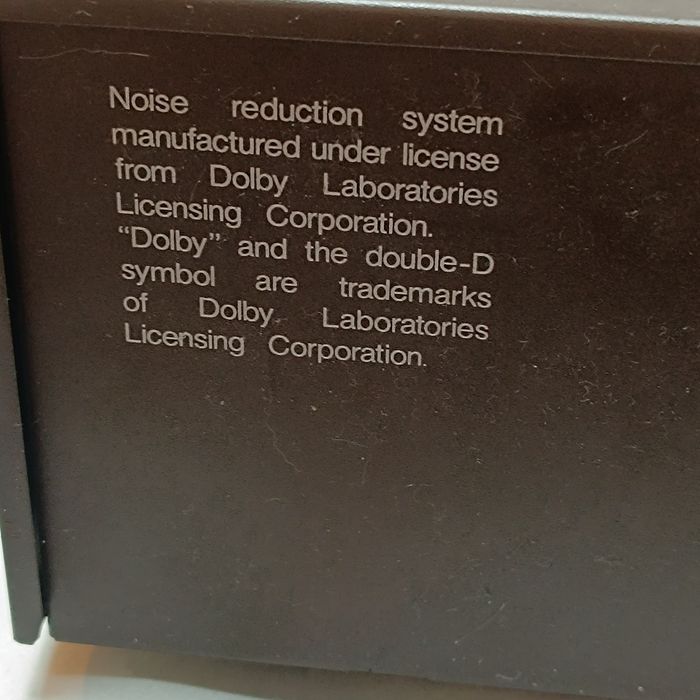 Noise reduction system
manufactured under license
from Dolby Laboratories
Licensing Corporation.
“Dolby” and the double-D
symbol are trademarks
of Dolby Laboratories
Licensing Corporation.